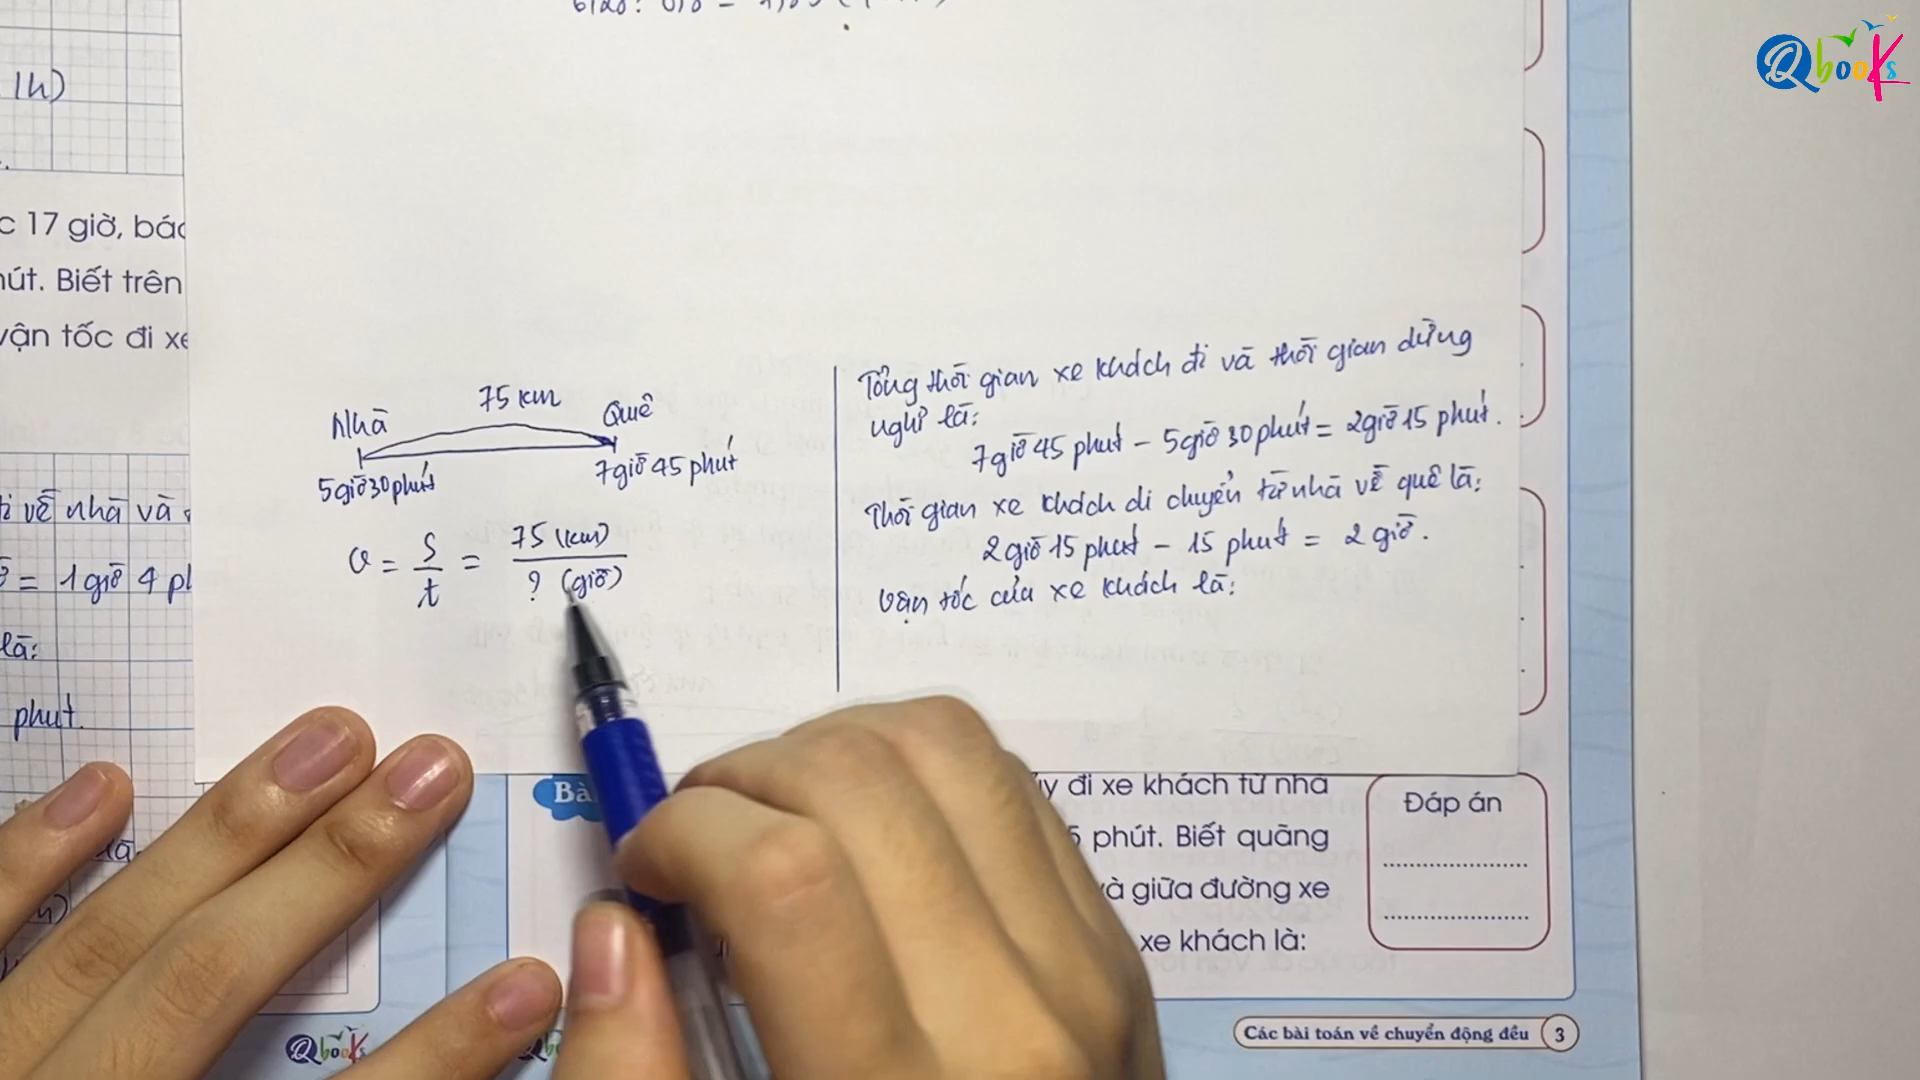 Qbooks
1h)
c 17 giờ, bác
hút. Biết trên
vận tốc đi xe
đi về nhà và
= 1 giờ 4 ph
là:
phút.
75 km
Nhà
Quê
5 giờ 30 phút
7 giờ 45 phút
v = S/t = 75 (km)/? (giờ)
Tổng thời gian xe khách đi và thời gian dừng
nghỉ là:
7 giờ 45 phút - 5 giờ 30 phút = 2 giờ 15 phút.
Thời gian xe khách di chuyển từ nhà về quê là:
2 giờ 15 phút - 15 phút = 2 giờ.
Vận tốc của xe khách là:
Bà
ủy đi xe khách từ nhà
5 phút. Biết quãng
và giữa đường xe
xe khách là:
Đáp án
Qbooks
Các bài toán về chuyển động đều 3